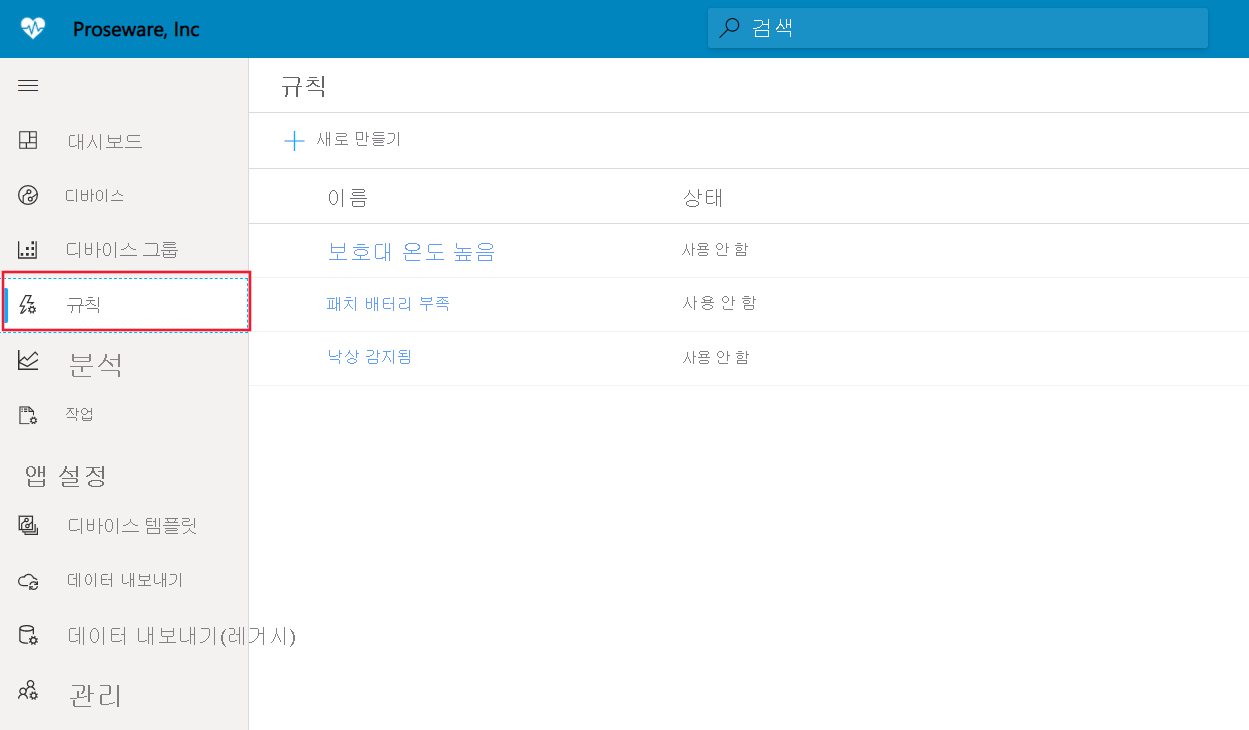 Proseware, Inc
검색
규칙
새로 만들기
대시보드
디바이스
디바이스 그룹
규칙
분석
작업
앱 설정
디바이스 템플릿
데이터 내보내기
데이터 내보내기(레거시)
관리
이름 상태
보호대 온도 높음 사용 안 함
패치 배터리 부족 사용 안 함
낙상 감지됨 사용 안 함